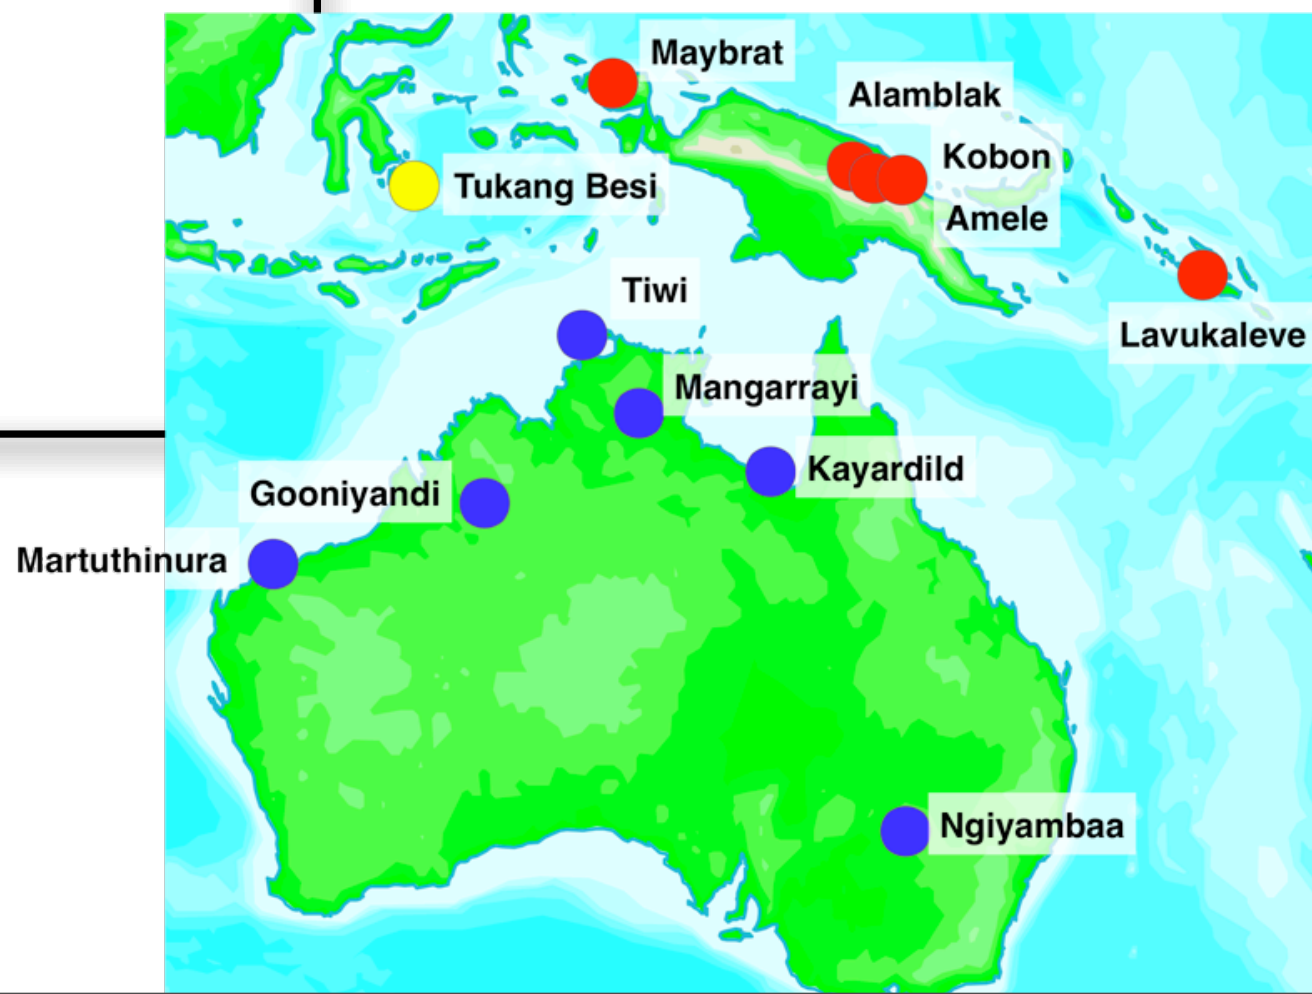 Maybrat
Alamblak
Kobon
Tukang Besi
Amele
Tiwi
Lavukaleve
Mangarrayi
Kayardild
Gooniyandi
Martuthinura
Ngiyambaa